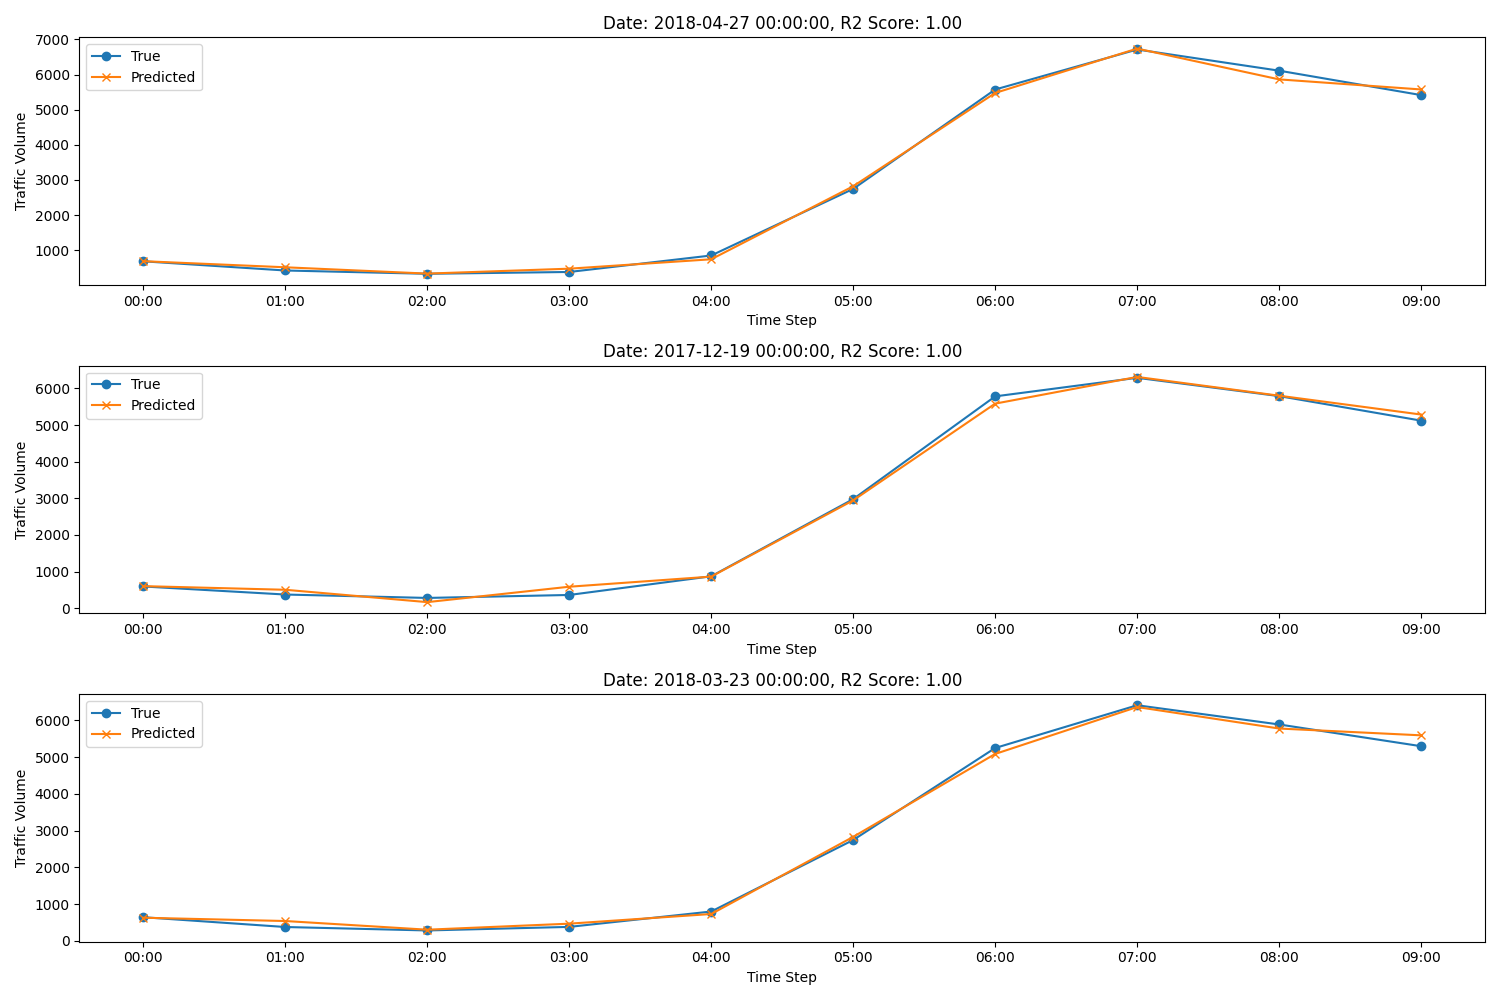 Date: 2018-04-27 00:00:00, R2 Score: 1.00
True
Predicted
Traffic Volume
7000
6000
5000
4000
3000
2000
1000
00:00 01:00 02:00 03:00 04:00 05:00 06:00 07:00 08:00 09:00
Time Step
Date: 2017-12-19 00:00:00, R2 Score: 1.00
True
Predicted
Traffic Volume
6000
5000
4000
3000
2000
1000
0
00:00 01:00 02:00 03:00 04:00 05:00 06:00 07:00 08:00 09:00
Time Step
Date: 2018-03-23 00:00:00, R2 Score: 1.00
True
Predicted
Traffic Volume
6000
5000
4000
3000
2000
1000
0
00:00 01:00 02:00 03:00 04:00 05:00 06:00 07:00 08:00 09:00
Time Step